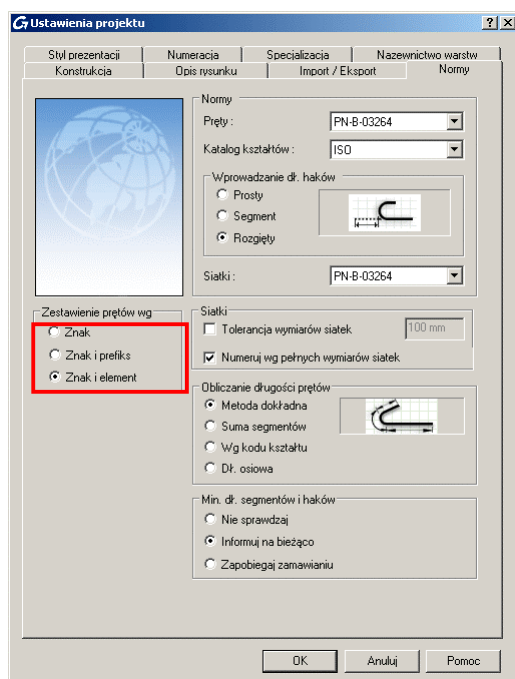 Ustawienia projektu
Styl prezentacji
Numeracja
Specjalizacja
Nazewnictwo warstw
Konstrukcja
Opis rysunku
Import / Eksport
Normy
Normy
Pręty :
PN-B-03264
Katalog kształtów :
ISO
Wprowadzanie dł. haków
Prosty
Segment
Rozgięty
Siatki :
PN-B-03264
Zestawienie prętów wg
Znak
Znak i prefiks
Znak i element
Siatki
Tolerancja wymiarów siatek
100 mm
Numeruj wg pełnych wymiarów siatek
Obliczanie długości prętów
Metoda dokładna
Suma segmentów
Wg kodu kształtu
Dł. osiowa
Min. dł. segmentów i haków
Nie sprawdzaj
Informuj na bieżąco
Zapobiegaj zamawianiu
OK
Anuluj
Pomoc